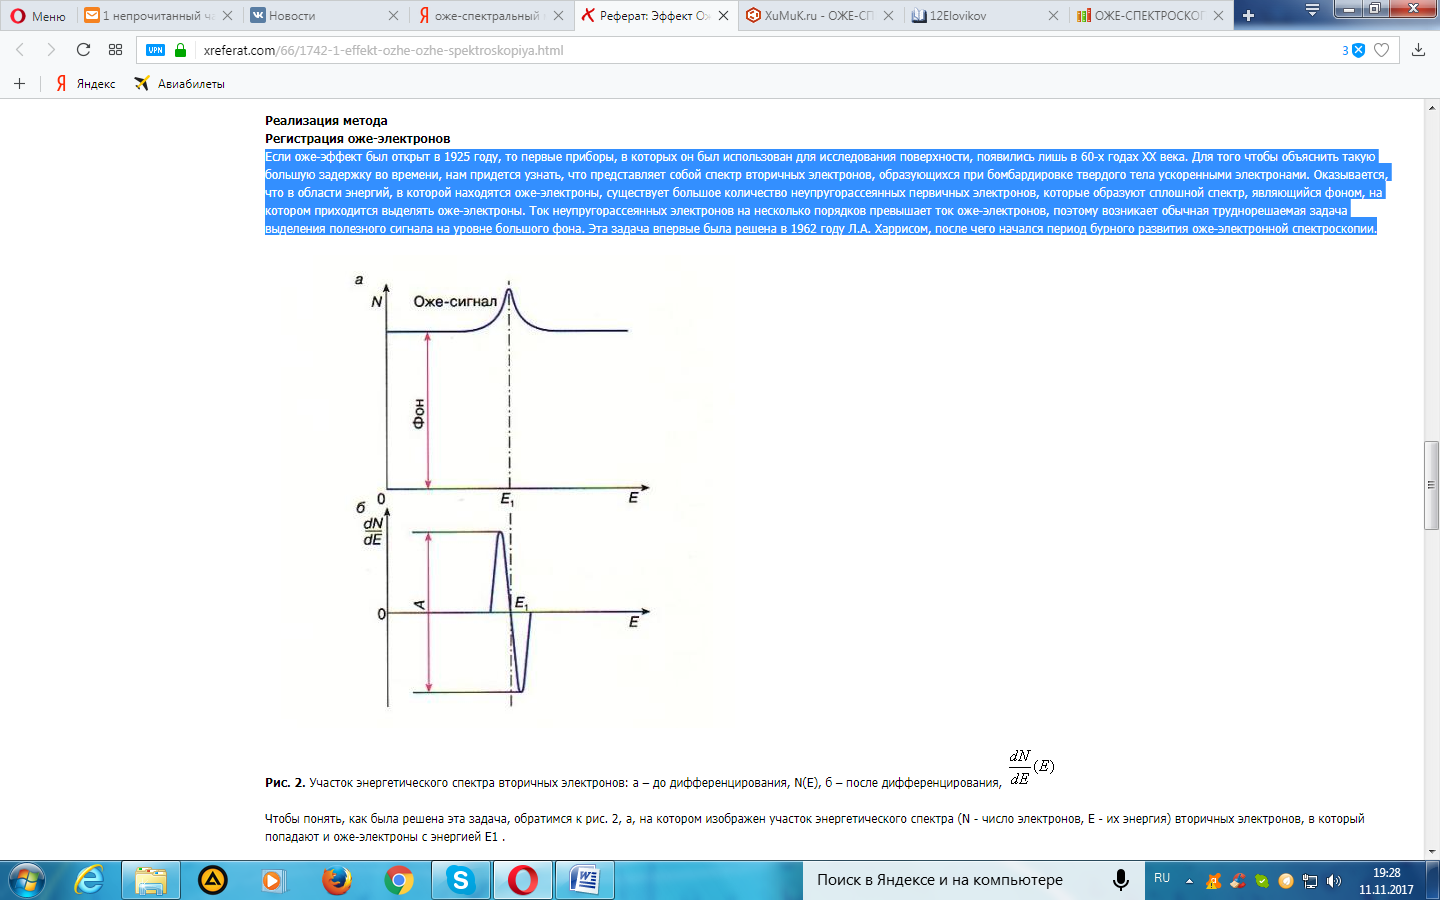 Меню
1 непрочитанный ча
Новости
оже-спектральный
Реферат: Эффект Ож
XuMuK.ru - ОЖЕ-СП
12Elovikov
ОЖЕ-СПЕКТРОСКОП
VPN
xreferat.com/66/1742-1-effekt-ozhe-ozhe-spektroskopiya.html
3
Яндекс
Авиабилеты
Реализация метода
Регистрация оже-электронов
Если оже-эффект был открыт в 1925 году, то первые приборы, в которых он был использован для исследования поверхности, появились лишь в 60-х годах XX века. Для того чтобы объяснить такую
большую задержку во времени, нам придется узнать, что представляет собой спектр вторичных электронов, образующихся при бомбардировке твердого тела ускоренными электронами. Оказывается,
что в области энергий, в которой находятся оже-электроны, существует большое количество неупругорассеянных первичных электронов, которые образуют сплошной спектр, являющийся фоном, на
котором приходится выделять оже-электроны. Ток неупругорассеянных электронов на несколько порядков превышает ток оже-электронов, поэтому возникает обычная труднорешаемая задача
выделения полезного сигнала на уровне большого фона. Эта задача впервые была решена в 1962 году Л.А. Харрисом, после чего начался период бурного развития оже-электронной спектроскопии.
а
N
Оже-сигнал
Фон
0
E₁
E
б
dN
dE
A
0
E₁
E
dN
dE
(E)
Рис. 2. Участок энергетического спектра вторичных электронов: а – до дифференцирования, N(E), б – после дифференцирования,
Чтобы понять, как была решена эта задача, обратимся к рис. 2, а, на котором изображен участок энергетического спектра (N - число электронов, E - их энергия) вторичных электронов, в который
попадают и оже-электроны с энергией E1 .
Поиск в Яндексе и на компьютере
RU
19:28
11.11.2017